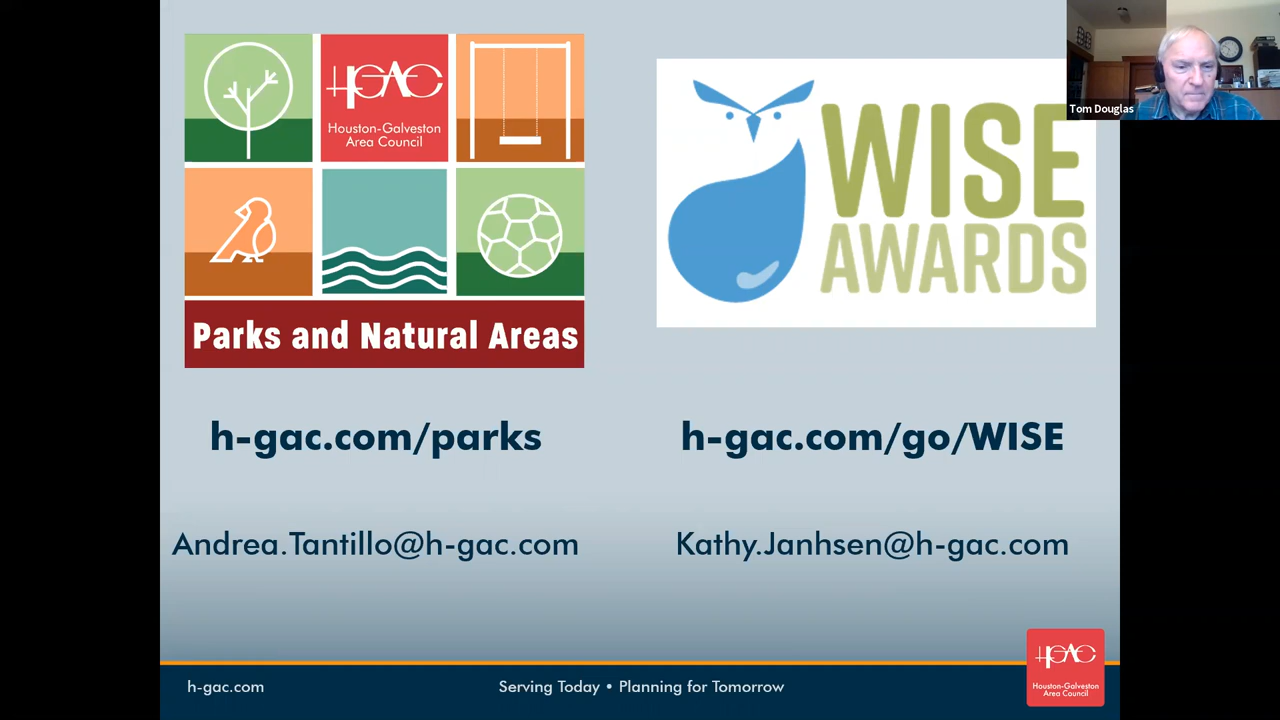 HGAC
Houston-Galveston
Area Council
Parks and Natural Areas
WISE
AWARDS
Tom Douglas
h-gac.com/parks
h-gac.com/go/WISE
Andrea.Tantillo@h-gac.com
Kathy.Janhsen@h-gac.com
h-gac.com
Serving Today • Planning for Tomorrow
HGAC
Houston-Galveston
Area Council